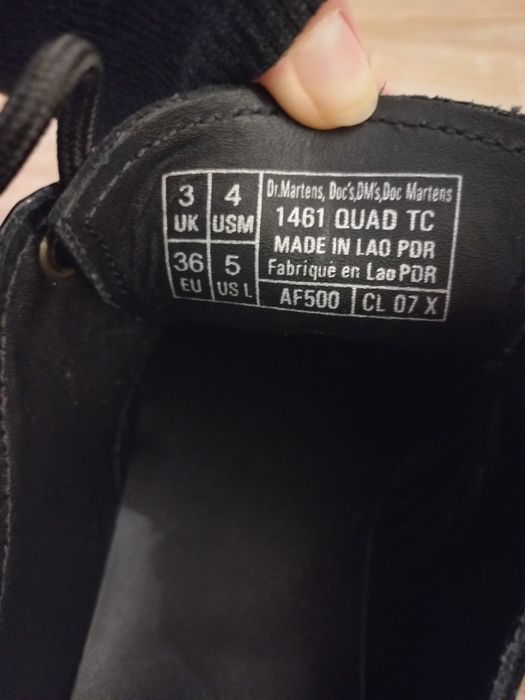 3 UK
4 USM
36 EU
5 US L
Dr.Martens, Doc's,DM's,Doc Martens
1461 QUAD TC
MADE IN LAO PDR
Fabriqué en Lao PDR
AF500
CL 07 X